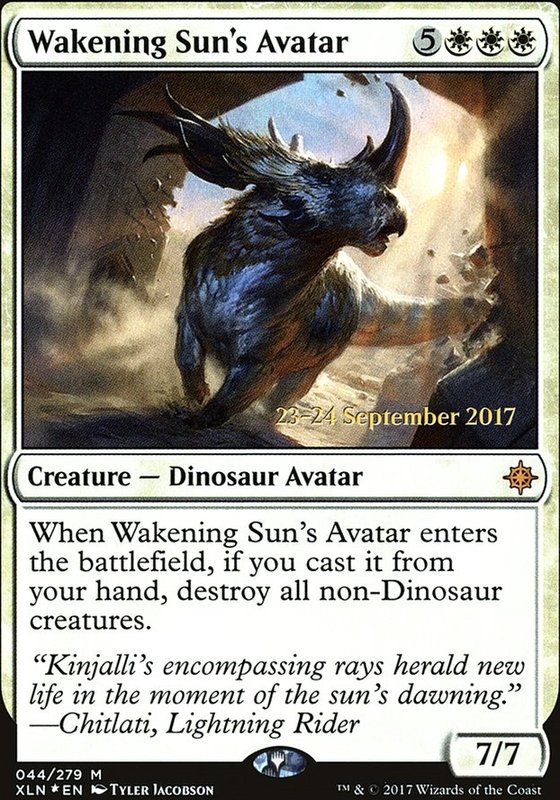 Wakening Sun's Avatar 5
23-24 September 2017
Creature — Dinosaur Avatar
When Wakening Sun's Avatar enters
the battlefield, if you cast it from
your hand, destroy all non-Dinosaur
creatures.
“Kinjalli's encompassing rays herald new
life in the moment of the sun's dawning.”
—Chitlati, Lightning Rider
7/7
044/279 M
XLN ★ EN Tyler Jacobson
™ & © 2017 Wizards of the Coast